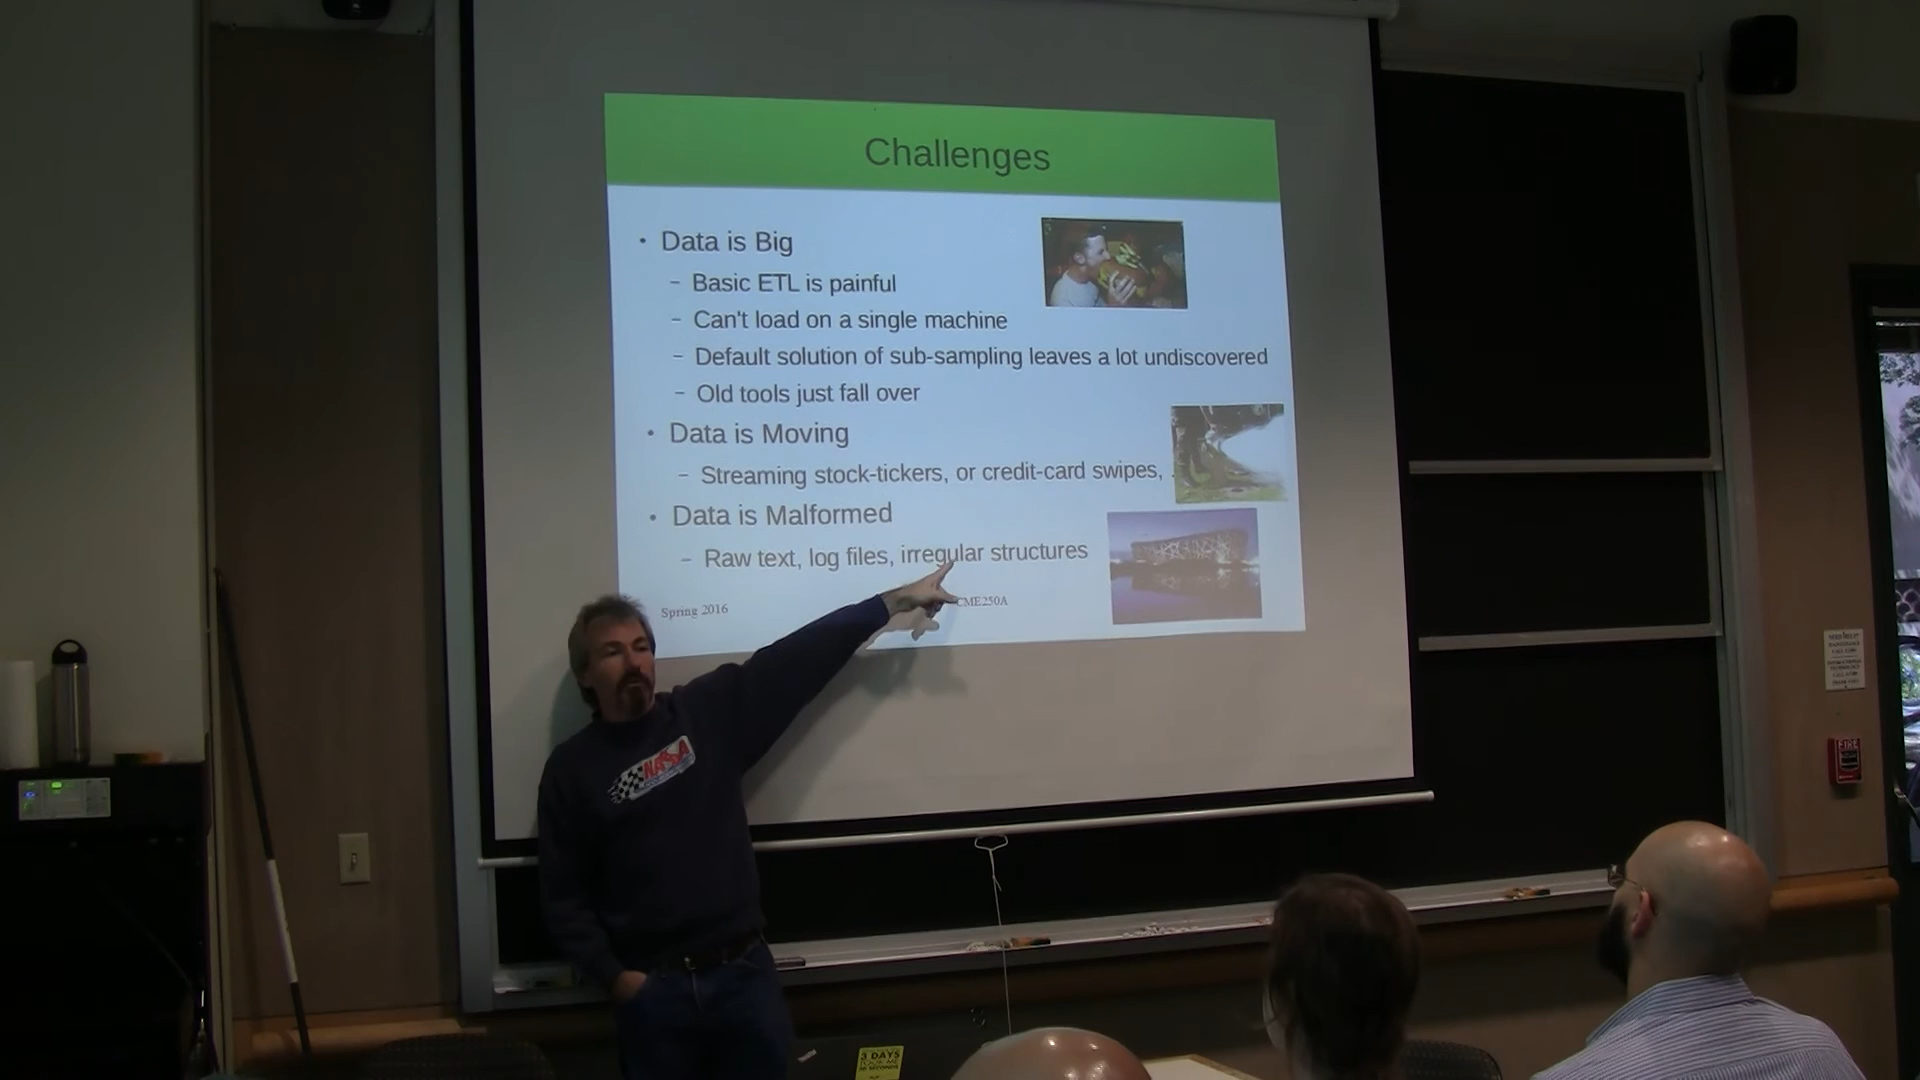 Challenges
• Data is Big
– Basic ETL is painful
– Can't load on a single machine
– Default solution of sub-sampling leaves a lot undiscovered
– Old tools just fall over
• Data is Moving
– Streaming stock-tickers, or credit-card swipes, .
• Data is Malformed
– Raw text, log files, irregular structures
Spring 2016
CME250A
NASA
FIRE
3 DAYS